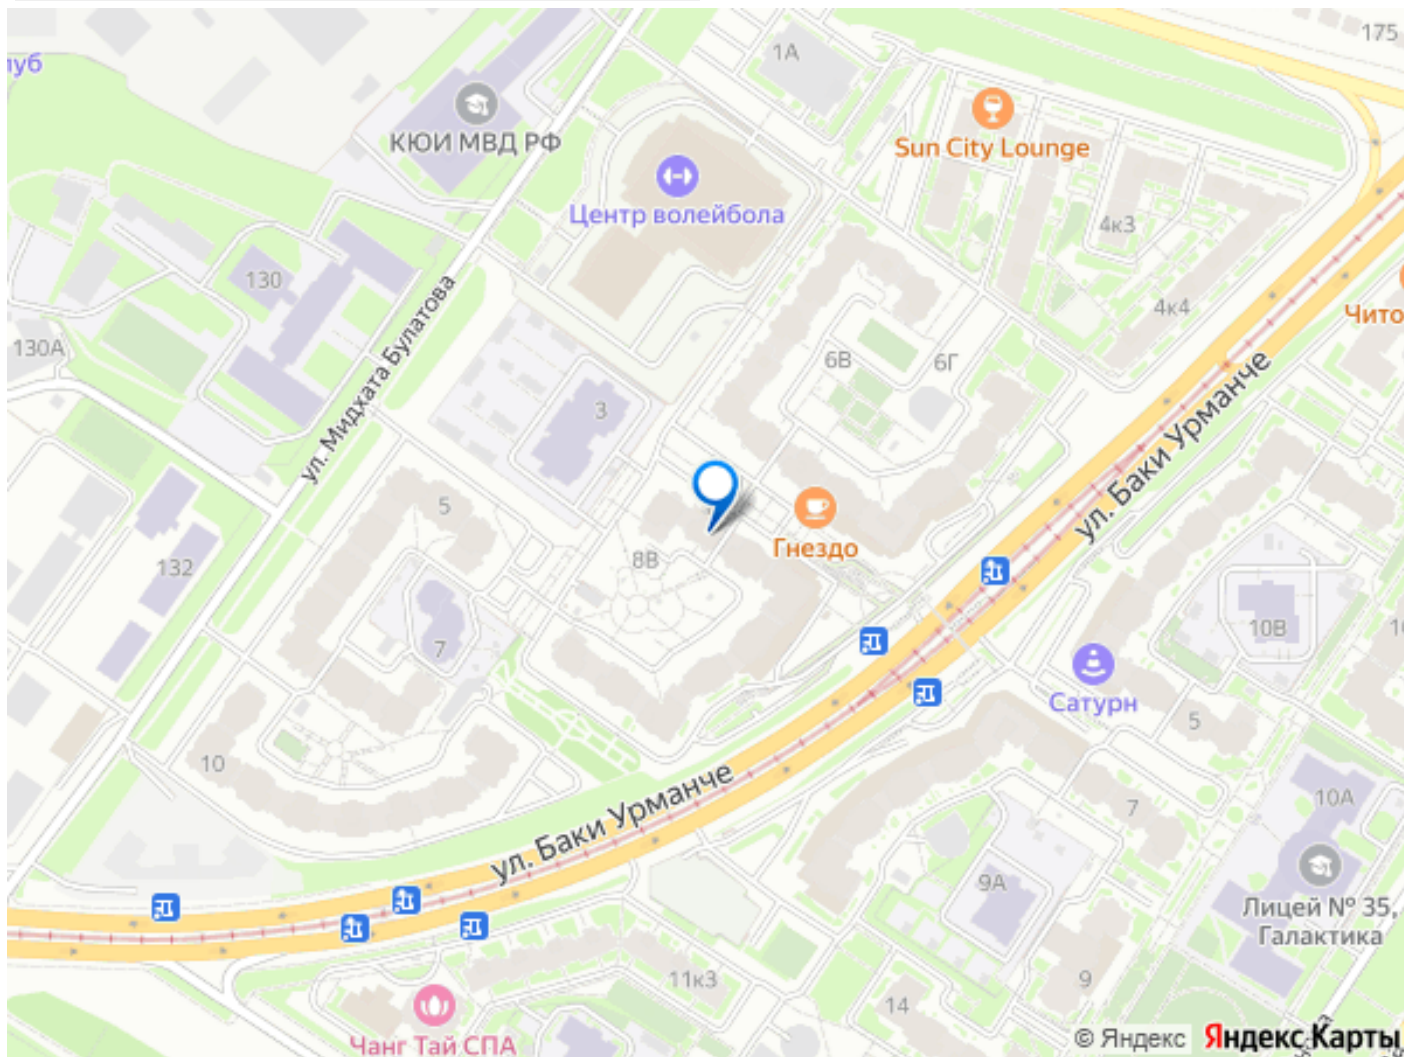 175
1А
луб
КЮИ МВД РФ
Sun City Lounge
Центр волейбола
4к3
130
4к4
Чито
130А
ул. Мидхата Булатова
6В
6Г
3
ул. Баки Урманче
5
Гнездо
8В
132
7
10В
10
Сатурн
5
10
ул. Баки Урманче
7
10А
9А
Лицей № 35,
Галактика
11к3
9
14
Чанг Тай СПА
© Яндекс Яндекс Карты